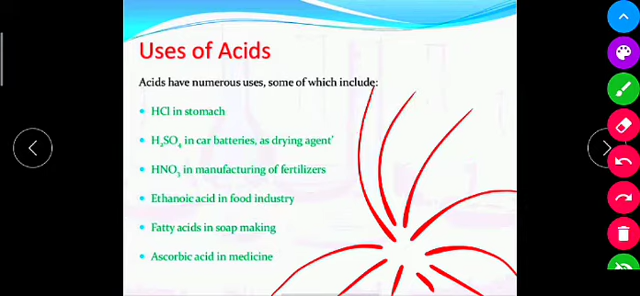 Uses of Acids
Acids have numerous uses, some of which include:
HCl in stomach
H₂SO₄ in car batteries, as drying agent'
HNO₃ in manufacturing of fertilizers
Ethanoic acid in food industry
Fatty acids in soap making
Ascorbic acid in medicine